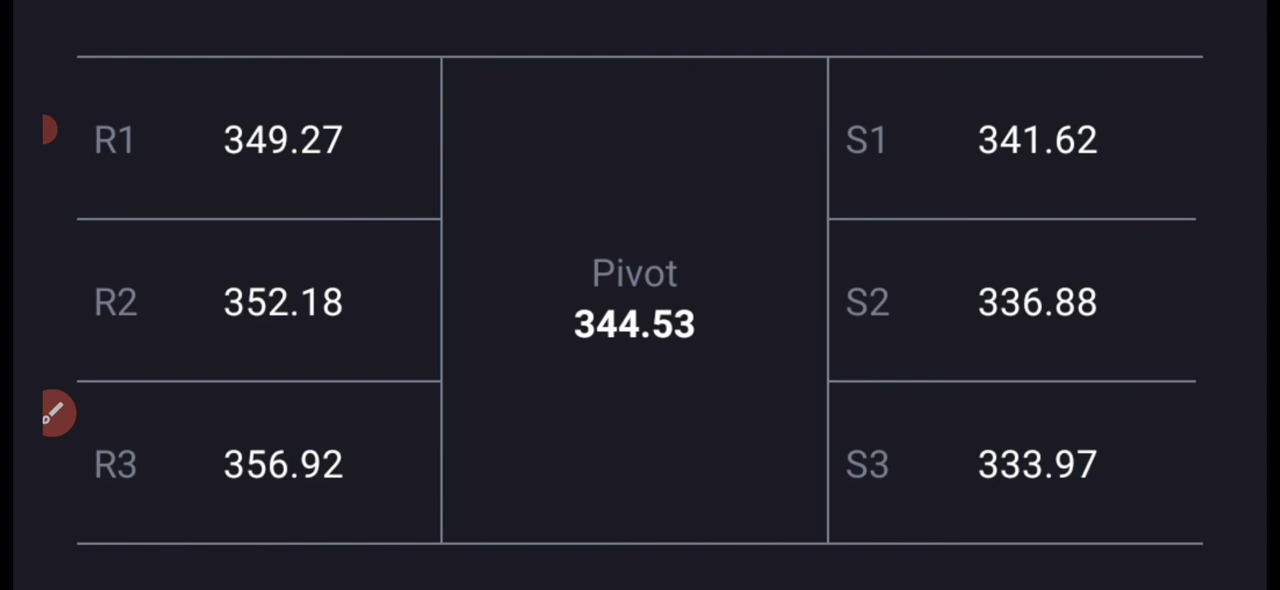 R1 349.27
R2 352.18
R3 356.92
Pivot
344.53
S1 341.62
S2 336.88
S3 333.97